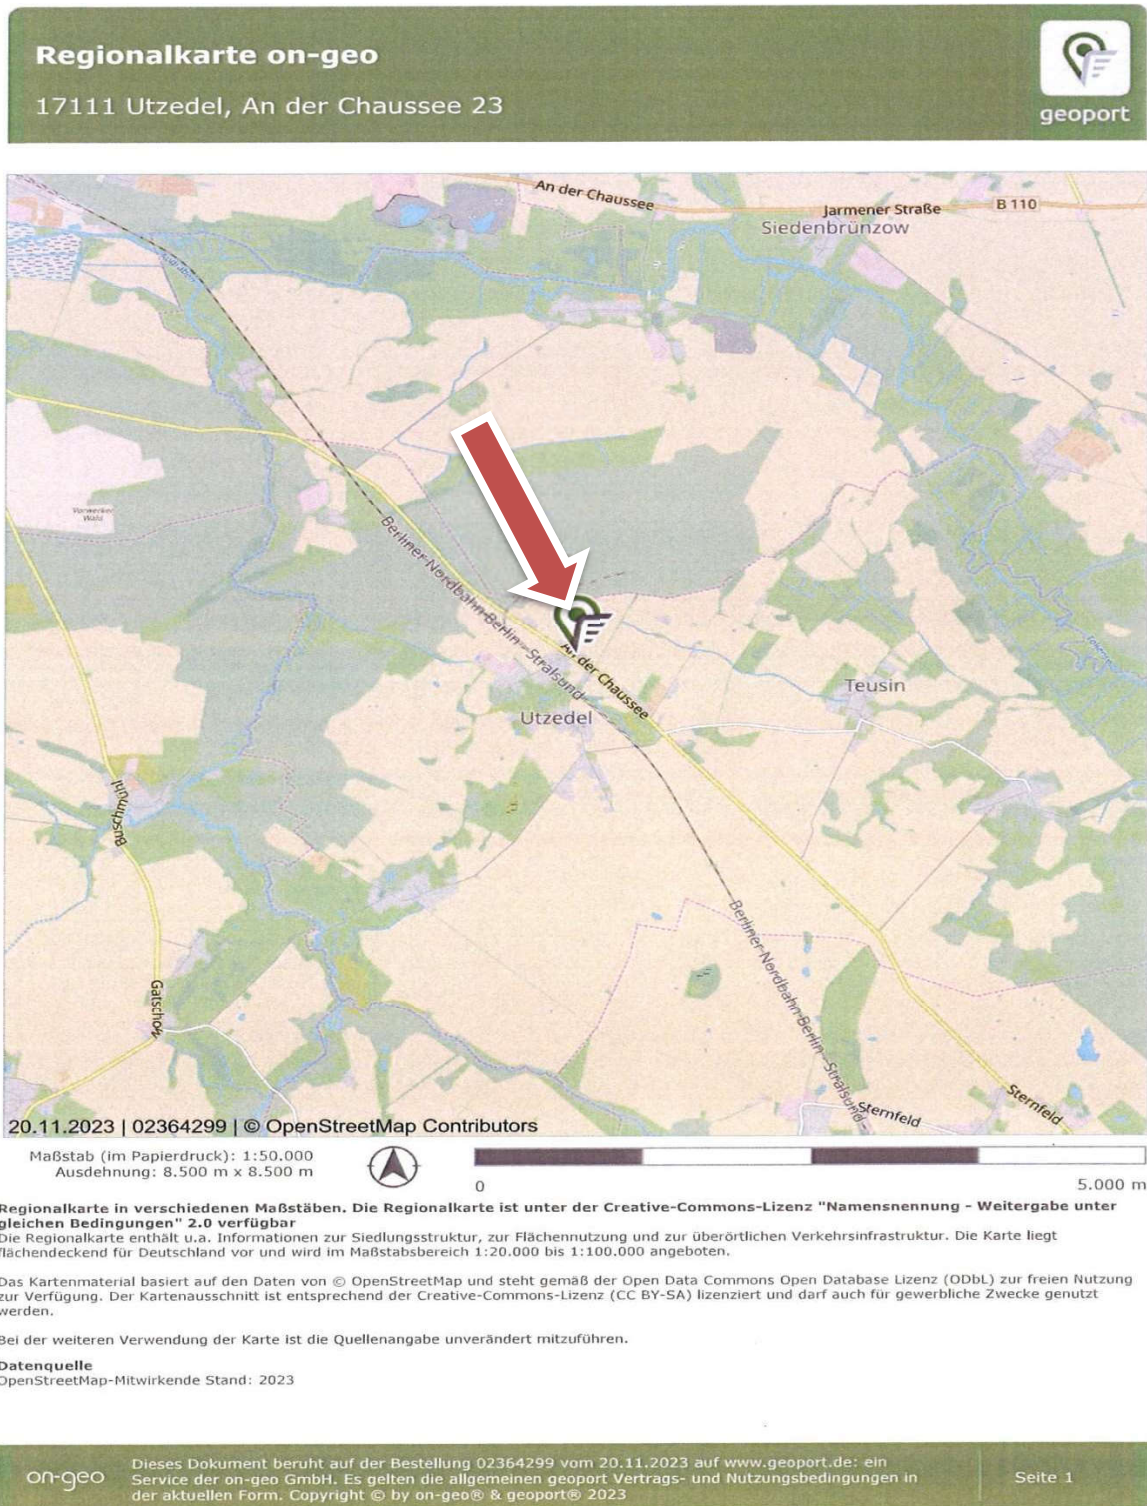 Regionalkarte on-geo
17111 Utzedel, An der Chaussee 23
geoport
An der Chaussee
Jarmener Straße
B 110
Siedenbrünzow
Vorwerker
Wald
Berliner Nordbahn Berlin - Stralsund
An der Chaussee
Utzedel
Teusin
Buschmühl
Gatschow
Berliner Nordbahn Berlin - Stralsund
Sternfeld
Sternfeld
20.11.2023 | 02364299 | © OpenStreetMap Contributors
Maßstab (im Papierdruck): 1:50.000
Ausdehnung: 8.500 m x 8.500 m
0
5.000 m
Regionalkarte in verschiedenen Maßstäben. Die Regionalkarte ist unter der Creative-Commons-Lizenz "Namensnennung - Weitergabe unter
gleichen Bedingungen" 2.0 verfügbar
Die Regionalkarte enthält u.a. Informationen zur Siedlungsstruktur, zur Flächennutzung und zur überörtlichen Verkehrsinfrastruktur. Die Karte liegt
flächendeckend für Deutschland vor und wird im Maßstabsbereich 1:20.000 bis 1:100.000 angeboten.
Das Kartenmaterial basiert auf den Daten von © OpenStreetMap und steht gemäß der Open Data Commons Open Database Lizenz (ODbL) zur freien Nutzung
zur Verfügung. Der Kartenausschnitt ist entsprechend der Creative-Commons-Lizenz (CC BY-SA) lizenziert und darf auch für gewerbliche Zwecke genutzt
werden.
Bei der weiteren Verwendung der Karte ist die Quellenangabe unverändert mitzuführen.
Datenquelle
OpenStreetMap-Mitwirkende Stand: 2023
on-geo
Dieses Dokument beruht auf der Bestellung 02364299 vom 20.11.2023 auf www.geoport.de: ein
Service der on-geo GmbH. Es gelten die allgemeinen geoport Vertrags- und Nutzungsbedingungen in
der aktuellen Form. Copyright © by on-geo® & geoport® 2023
Seite 1